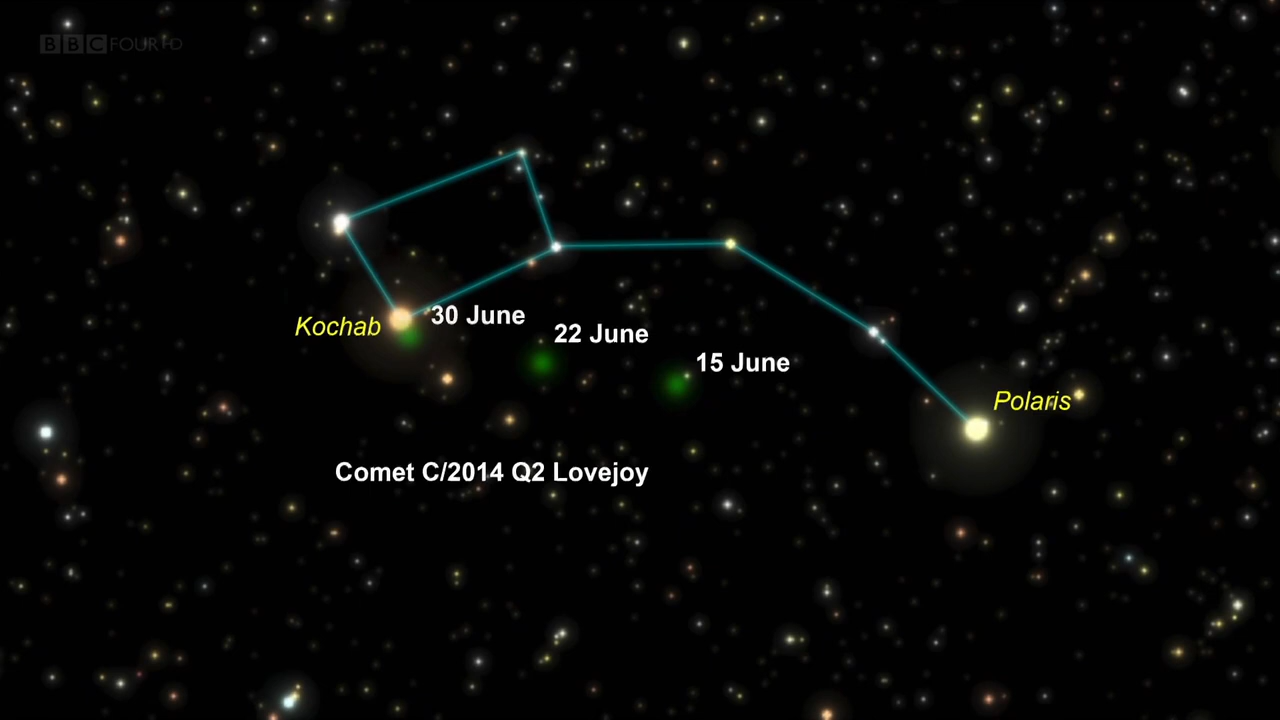 BBC FOUR HD
30 June
Kochab
22 June
15 June
Polaris
Comet C/2014 Q2 Lovejoy